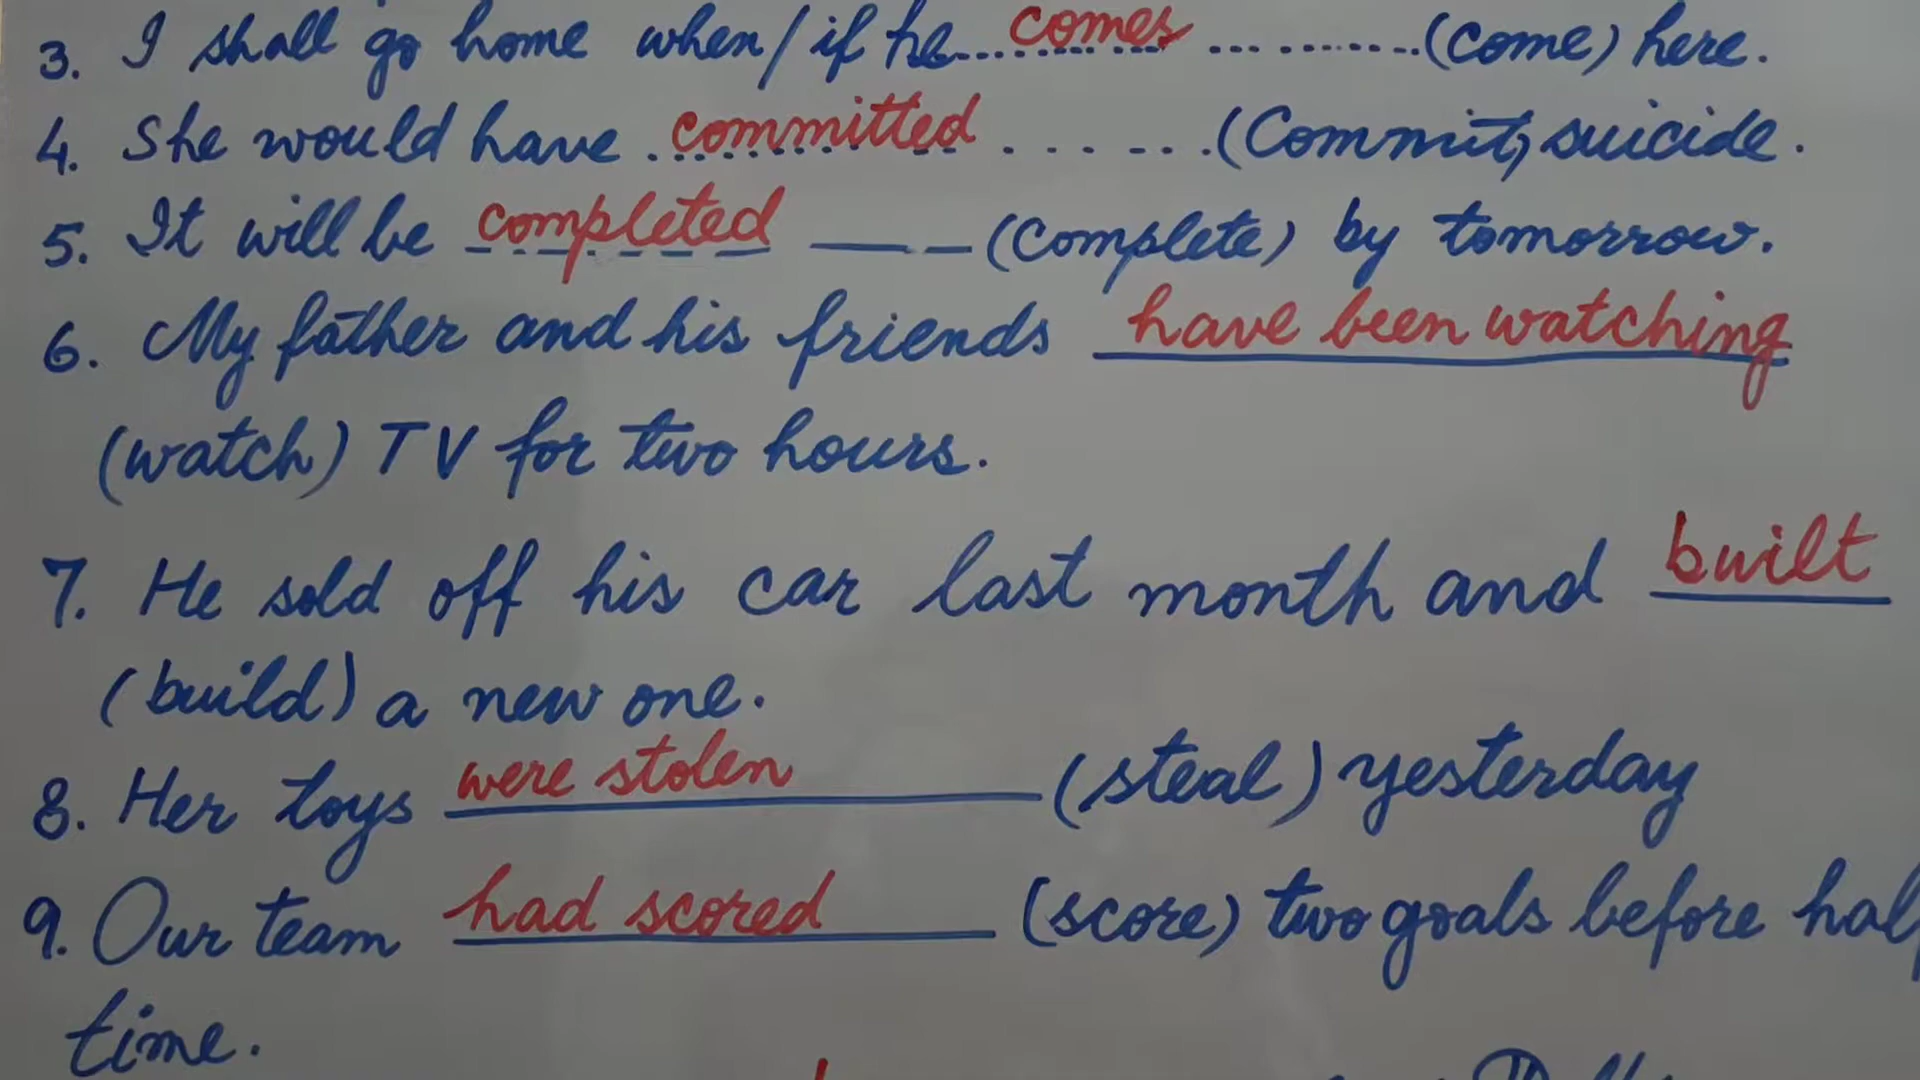 3. I shall go home when/if he...comes.............(come) here.
4. She would have .committed. . . . . - - -.(Commit) suicide.
5. It will be completed ____(Complete) by tomorrow.
6. My father and his friends have been watching
(watch) TV for two hours.
7. He sold off his car last month and built
(build) a new one.
8. Her toys were stolen (steal) yesterday
9. Our team had scored (score) two goals before hal
time.